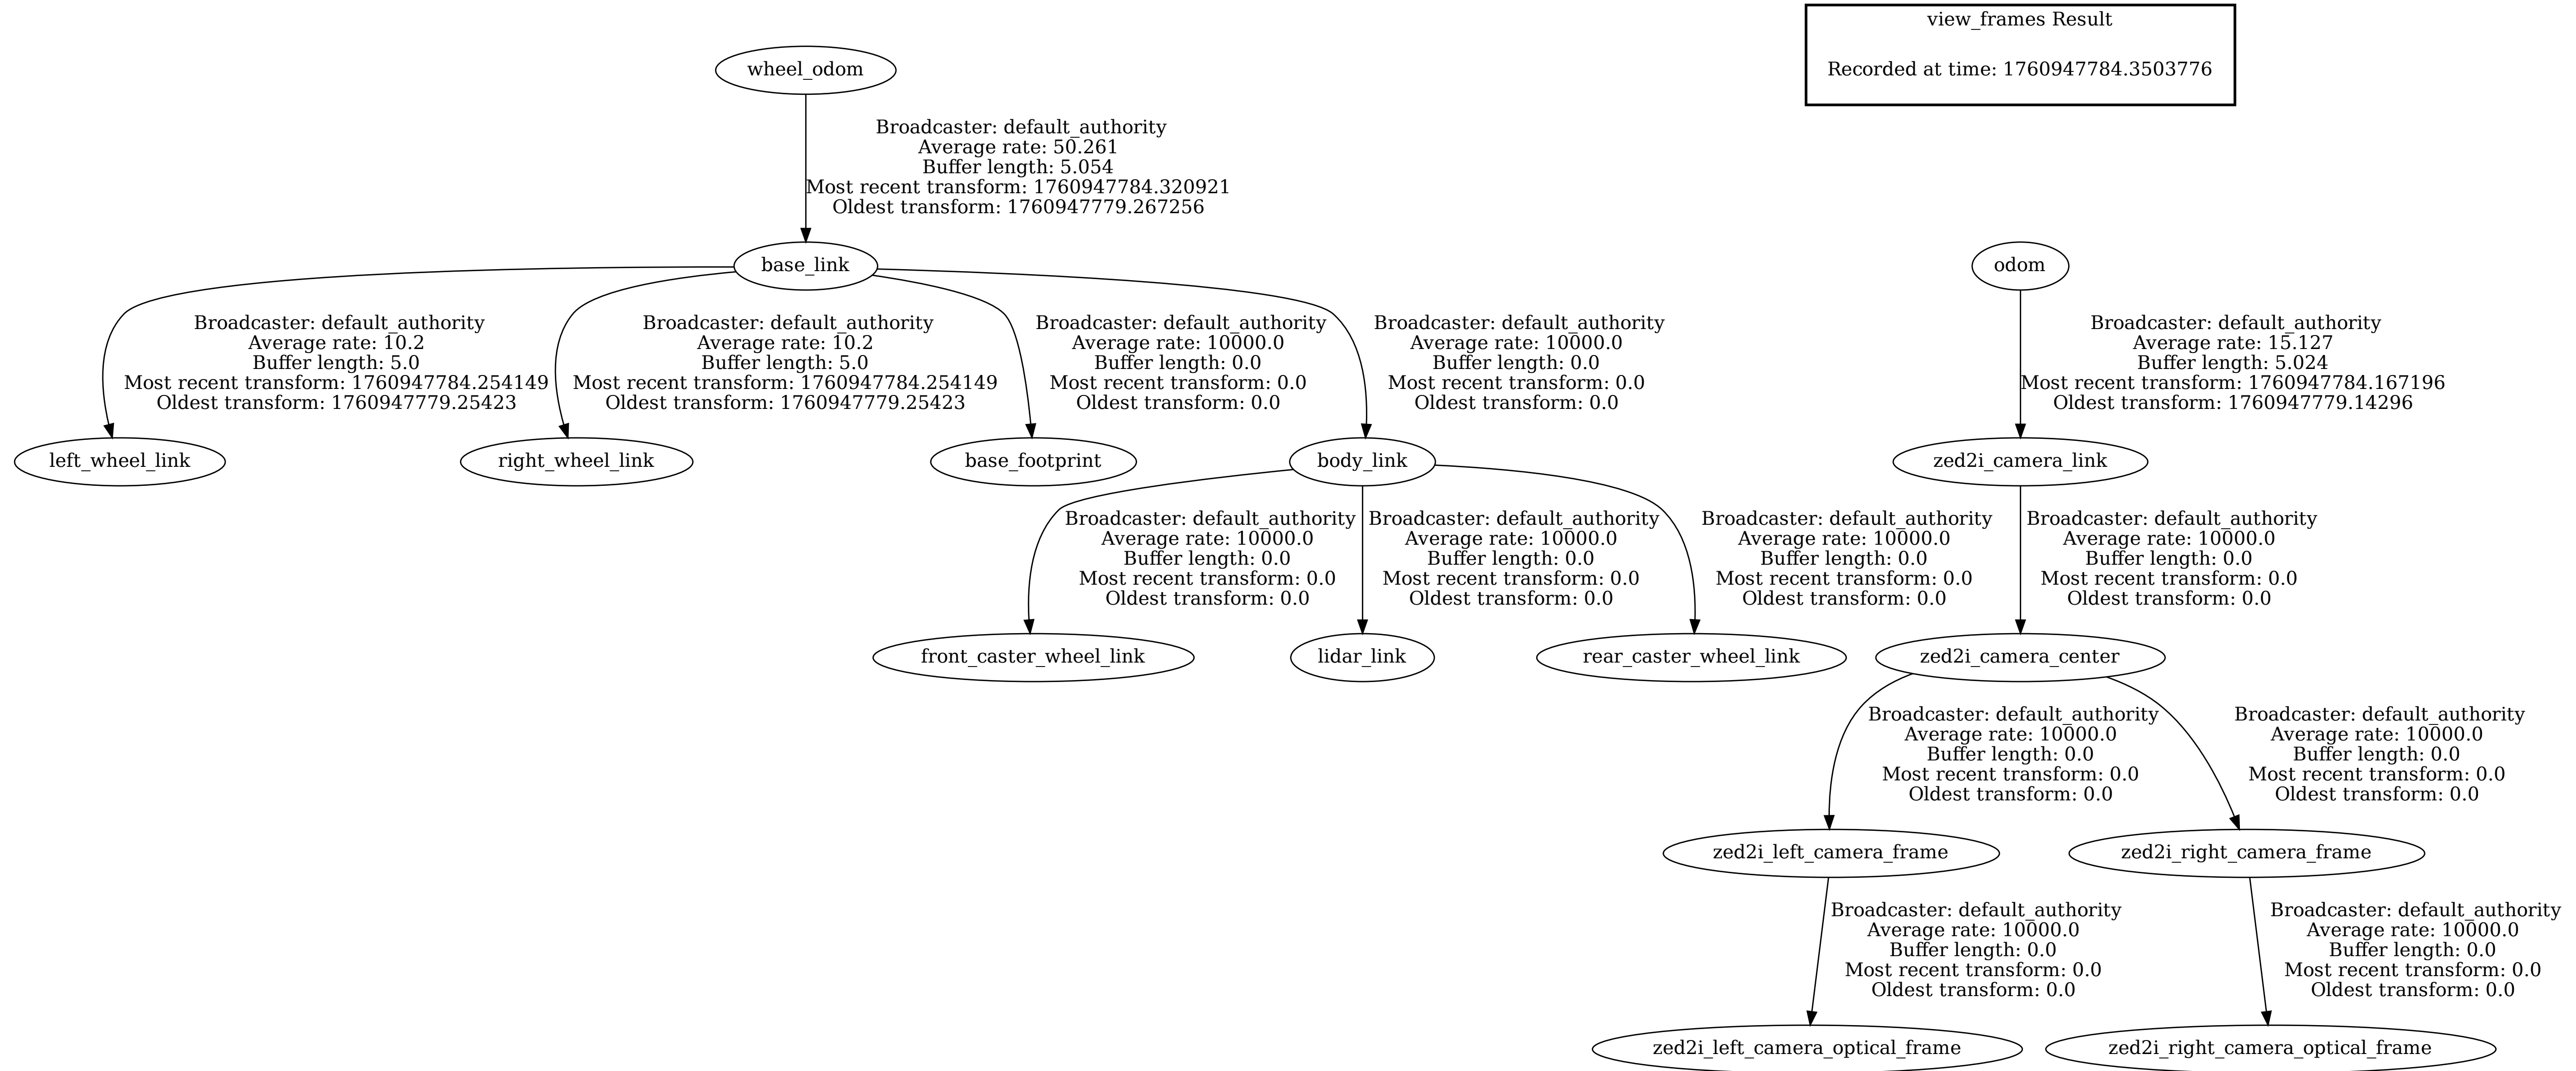 view_frames Result
Recorded at time: 1760947784.3503776
wheel_odom
Broadcaster: default_authority
Average rate: 50.261
Buffer length: 5.054
Most recent transform: 1760947784.320921
Oldest transform: 1760947779.267256
base_link
odom
Broadcaster: default_authority
Average rate: 10.2
Buffer length: 5.0
Most recent transform: 1760947784.254149
Oldest transform: 1760947779.25423
Broadcaster: default_authority
Average rate: 10.2
Buffer length: 5.0
Most recent transform: 1760947784.254149
Oldest transform: 1760947779.25423
Broadcaster: default_authority
Average rate: 10000.0
Buffer length: 0.0
Most recent transform: 0.0
Oldest transform: 0.0
Broadcaster: default_authority
Average rate: 10000.0
Buffer length: 0.0
Most recent transform: 0.0
Oldest transform: 0.0
Broadcaster: default_authority
Average rate: 15.127
Buffer length: 5.024
Most recent transform: 1760947784.167196
Oldest transform: 1760947779.14296
left_wheel_link
right_wheel_link
base_footprint
body_link
zed2i_camera_link
Broadcaster: default_authority
Average rate: 10000.0
Buffer length: 0.0
Most recent transform: 0.0
Oldest transform: 0.0
Broadcaster: default_authority
Average rate: 10000.0
Buffer length: 0.0
Most recent transform: 0.0
Oldest transform: 0.0
Broadcaster: default_authority
Average rate: 10000.0
Buffer length: 0.0
Most recent transform: 0.0
Oldest transform: 0.0
Broadcaster: default_authority
Average rate: 10000.0
Buffer length: 0.0
Most recent transform: 0.0
Oldest transform: 0.0
front_caster_wheel_link
lidar_link
rear_caster_wheel_link
zed2i_camera_center
Broadcaster: default_authority
Average rate: 10000.0
Buffer length: 0.0
Most recent transform: 0.0
Oldest transform: 0.0
Broadcaster: default_authority
Average rate: 10000.0
Buffer length: 0.0
Most recent transform: 0.0
Oldest transform: 0.0
zed2i_left_camera_frame
zed2i_right_camera_frame
Broadcaster: default_authority
Average rate: 10000.0
Buffer length: 0.0
Most recent transform: 0.0
Oldest transform: 0.0
Broadcaster: default_authority
Average rate: 10000.0
Buffer length: 0.0
Most recent transform: 0.0
Oldest transform: 0.0
zed2i_left_camera_optical_frame
zed2i_right_camera_optical_frame